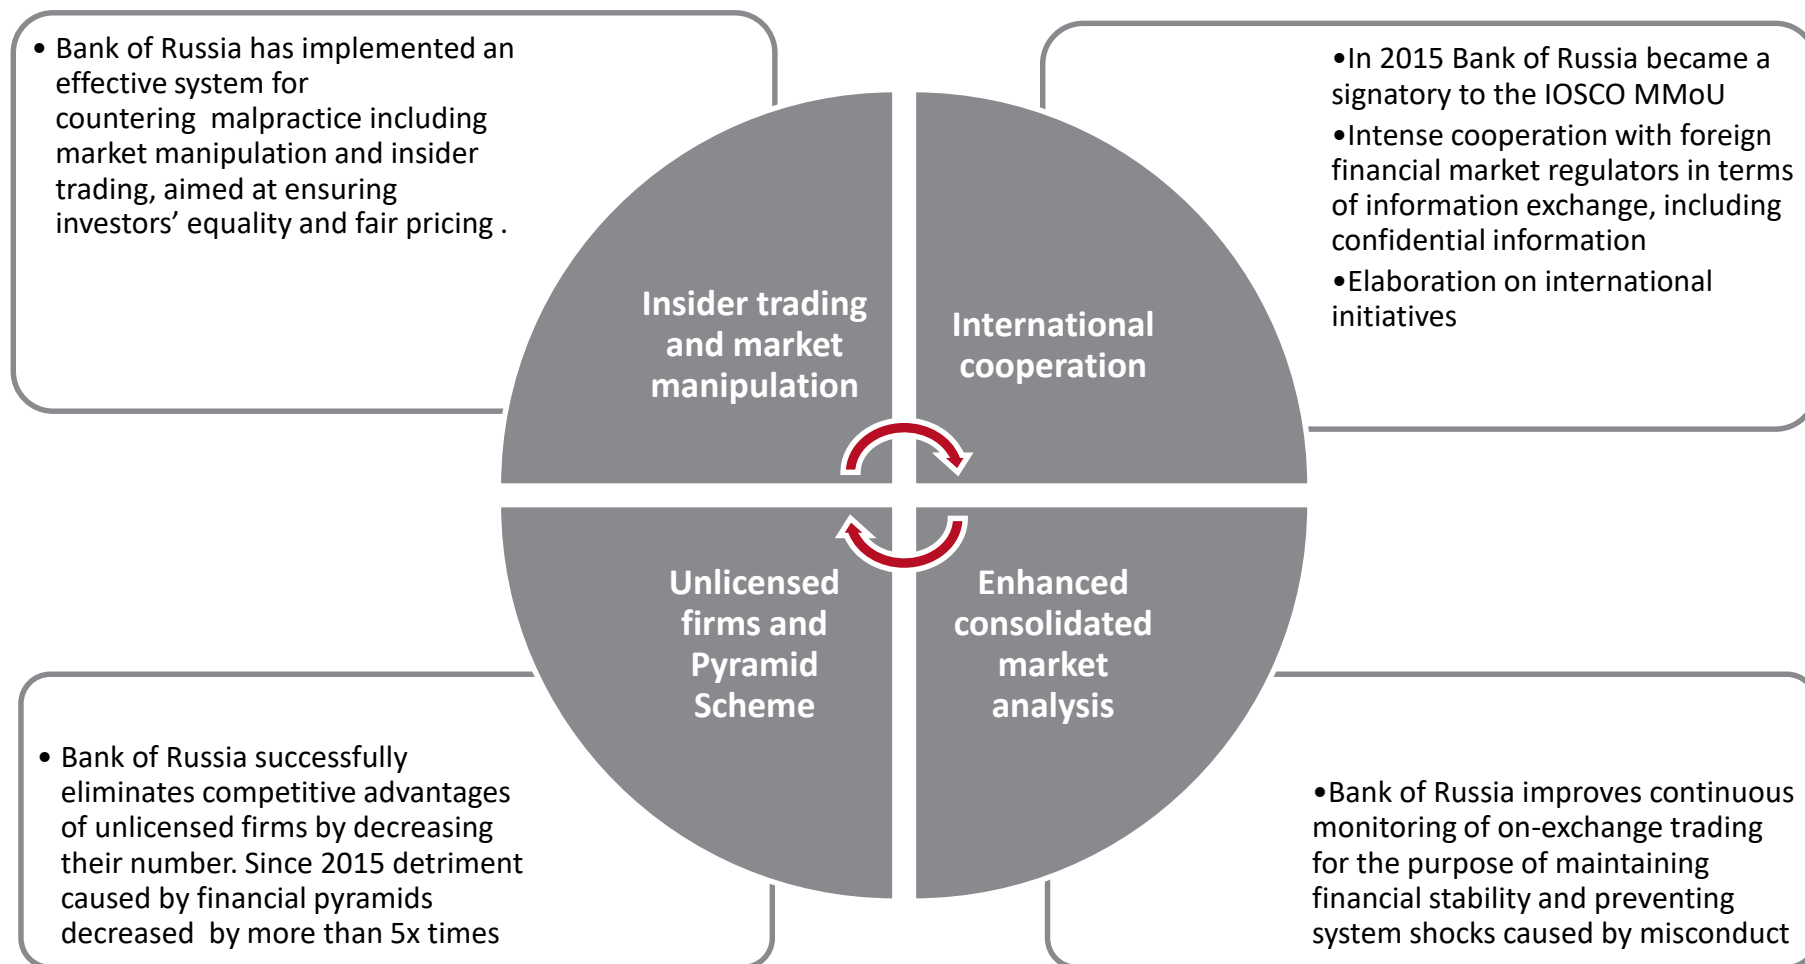 • Bank of Russia has implemented an
effective system for
countering  malpractice including
market manipulation and insider
trading, aimed at ensuring
investors’ equality and fair pricing .
•In 2015 Bank of Russia became a
signatory to the IOSCO MMoU
•Intense cooperation with foreign
financial market regulators in terms
of information exchange, including
confidential information
•Elaboration on international
initiatives
Insider trading
and market
manipulation
International
cooperation
Unlicensed
firms and
Pyramid
Scheme
Enhanced
consolidated
market
analysis
• Bank of Russia successfully
eliminates competitive advantages
of unlicensed firms by decreasing
their number. Since 2015 detriment
caused by financial pyramids
decreased  by more than 5x times
•Bank of Russia improves continuous
monitoring of on-exchange trading
for the purpose of maintaining
financial stability and preventing
system shocks caused by misconduct